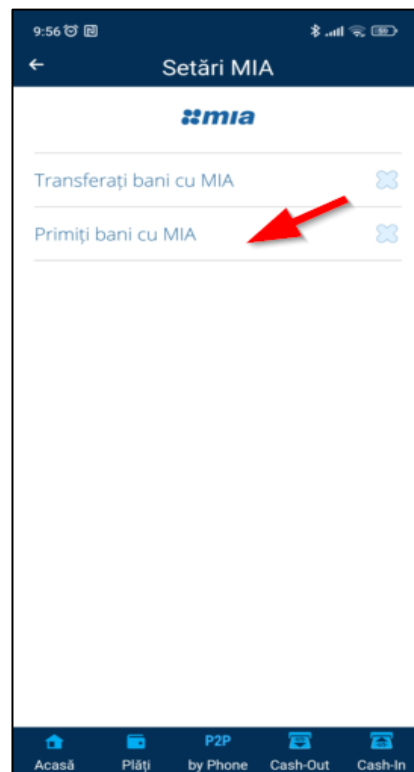 9:56
Setări MIA
mıa
Transferați bani cu MIA
Primiți bani cu MIA
P2P
Acasă Plăți by Phone Cash-Out Cash-In